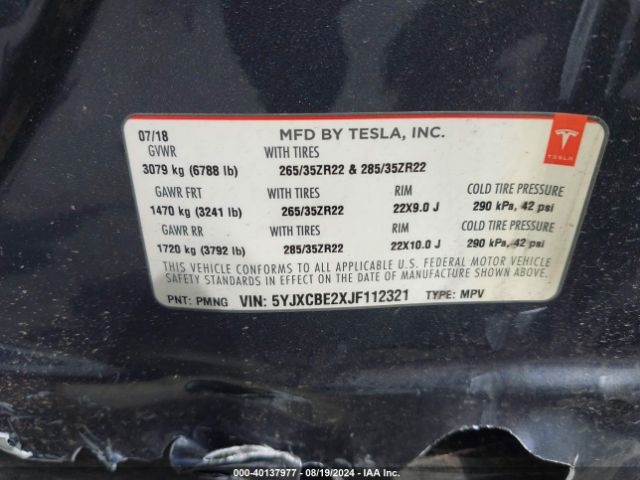 07/18 MFD BY TESLA, INC. TESLA
GVWR WITH TIRES
3079 kg (6788 lb) 265/35ZR22 & 285/35ZR22
GAWR FRT WITH TIRES RIM COLD TIRE PRESSURE
1470 kg (3241 lb) 265/35ZR22 22X9.0 J 290 kPa, 42 psi
GAWR RR WITH TIRES RIM COLD TIRE PRESSURE
1720 kg (3792 lb) 285/35ZR22 22X10.0 J 290 kPa, 42 psi
THIS VEHICLE CONFORMS TO ALL APPLICABLE U.S. FEDERAL MOTOR VEHICLE
SAFETY STANDARDS IN EFFECT ON THE DATE OF MANUFACTURE SHOWN ABOVE.
PNT: PMNG VIN: 5YJXCBE2XJF112321 TYPE: MPV
000-40137977 - 08/19/2024 - IAA Inc.